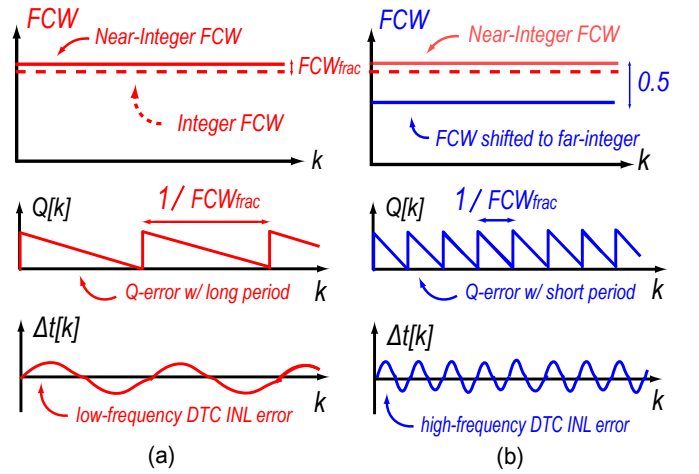 FCW
Near-Integer FCW
FCWfrac
Integer FCW
k
Q[k]
1/ FCWfrac
Q-error w/ long period
k
Δt[k]
low-frequency DTC INL error
k
(a)
FCW
Near-Integer FCW
0.5
FCW shifted to far-integer
k
Q[k]
1/ FCWfrac
Q-error w/ short period
k
Δt[k]
high-frequency DTC INL error
k
(b)